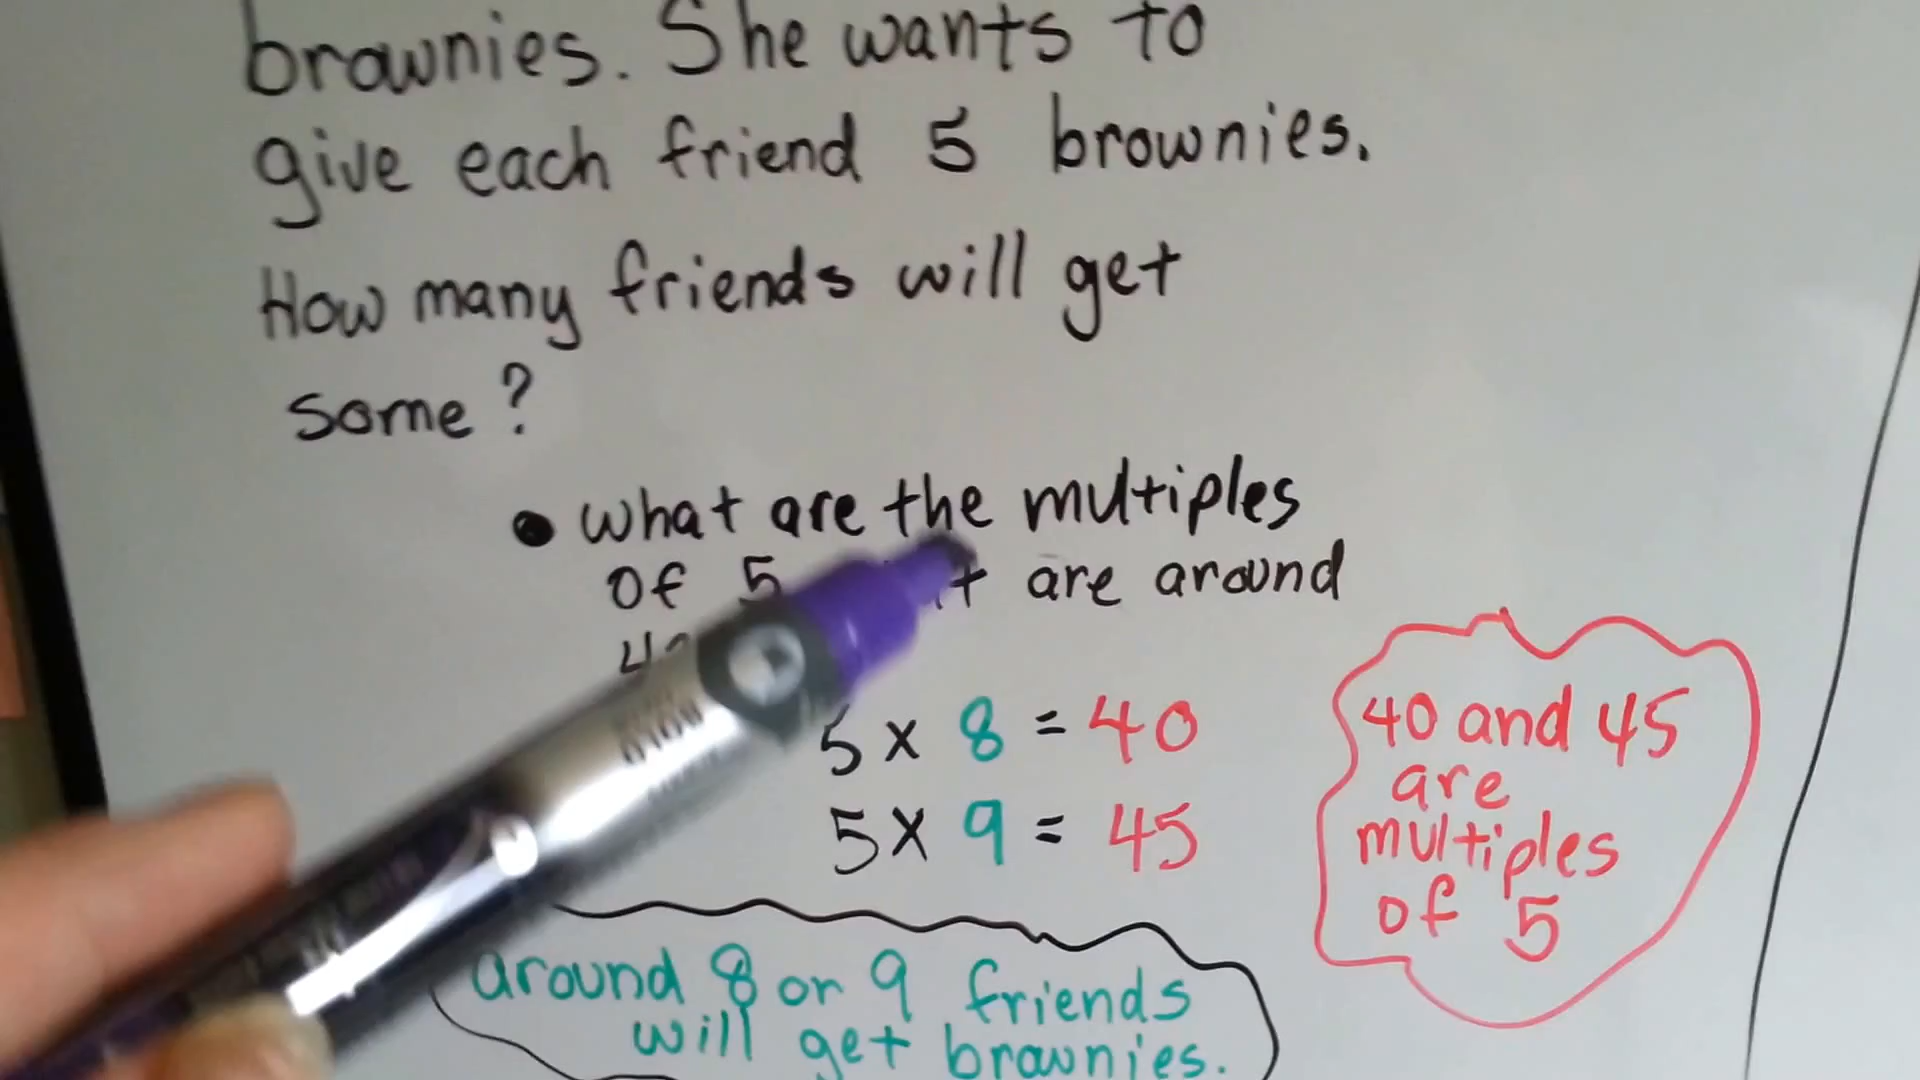 brownies. She wants to
give each friend 5 brownies.
How many friends will get
some?
• what are the multiples
of 5 are around
5 x 8 = 40
5 x 9 = 45
40 and 45
are
multiples
of 5
around 8 or 9 friends
will get brownies.